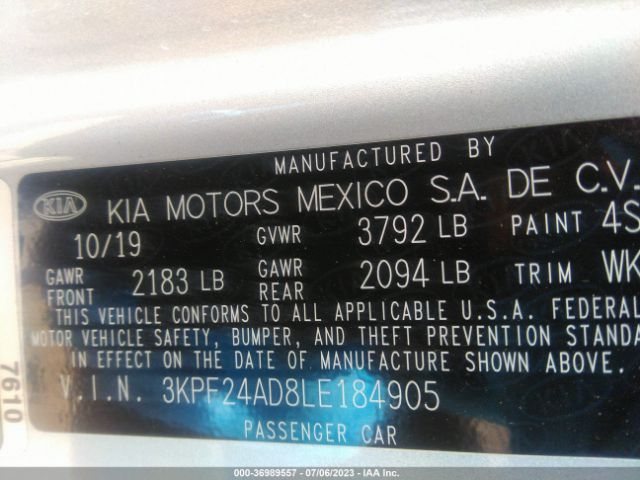 MANUFACTURED BY
KIA KIA MOTORS MEXICO S.A. DE C.V.
10/19 GVWR 3792 LB PAINT 4S
GAWR FRONT 2183 LB GAWR REAR 2094 LB TRIM WK
THIS VEHICLE CONFORMS TO ALL APPLICABLE U.S.A. FEDERAL
MOTOR VEHICLE SAFETY, BUMPER, AND THEFT PREVENTION STANDA
IN EFFECT ON THE DATE OF MANUFACTURE SHOWN ABOVE.
V.I.N. 3KPF24AD8LE184905
PASSENGER CAR
7610
000-36989557 - 07/06/2023 - IAA Inc.